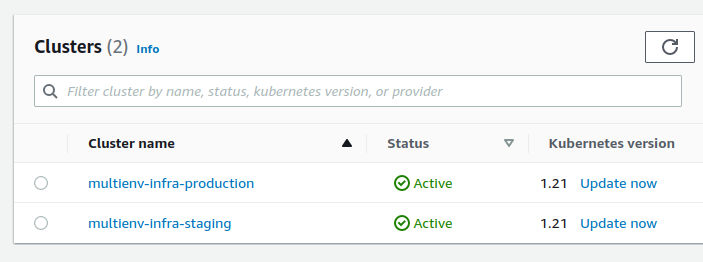 Clusters (2) Info
Filter cluster by name, status, kubernetes version, or provider
Cluster name Status Kubernetes version
multienv-infra-production Active 1.21 Update now
multienv-infra-staging Active 1.21 Update now